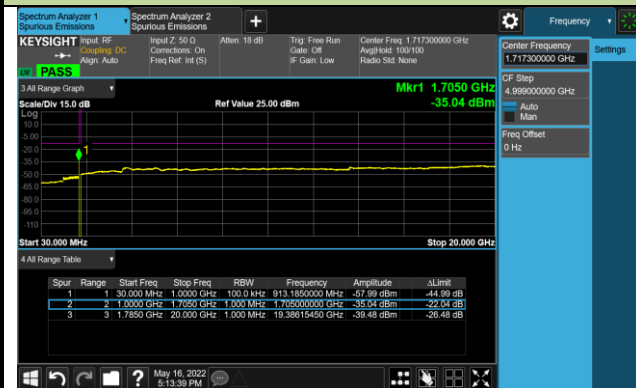 Spectrum Analyzer 1
Spurious Emissions
Spectrum Analyzer 2
Spurious Emissions
+
Frequency
KEYSIGHT
Input: RF
Coupling: DC
Align: Auto
Input Z: 50 Ω
Corrections: On
Freq Ref: Int (S)
Atten: 18 dB
Trig: Free Run
Gate: Off
IF Gain: Low
Center Freq: 1.717300000 GHz
Avg|Hold: 100/100
Radio Std: None
PASS
Center Frequency
1.717300000 GHz
Settings
CF Step
4.999000000 GHz
Auto
Man
Freq Offset
0 Hz
3 All Range Graph
Mkr1 1.7050 GHz
Scale/Div 15.0 dB
Ref Value 25.00 dBm
-35.04 dBm
Log
10.0
-5.00
-20.0
-35.0
-50.0
-65.0
-80.0
-95.0
-110
1
Start 30.000 MHz
Stop 20.000 GHz
4 All Range Table
Spur Range Start Freq Stop Freq RBW Frequency Amplitude ΔLimit
1 1 30.000 MHz 1.0000 GHz 100.0 kHz 913.1850000 MHz -57.99 dBm -44.99 dB
2 2 1.0000 GHz 1.7050 GHz 1.000 MHz 1.705000000 GHz -35.04 dBm -22.04 dB
3 3 1.7850 GHz 20.000 GHz 1.000 MHz 19.38615450 GHz -39.48 dBm -26.48 dB
?
May 16, 2022
5:13:39 PM